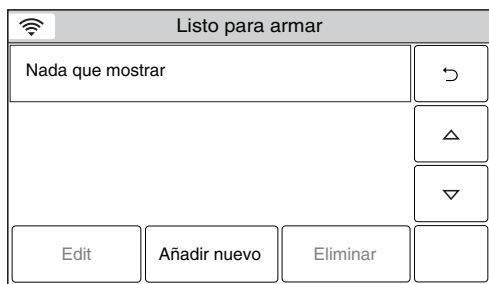 Listo para armar
Nada que mostrar
Edit
Añadir nuevo
Eliminar